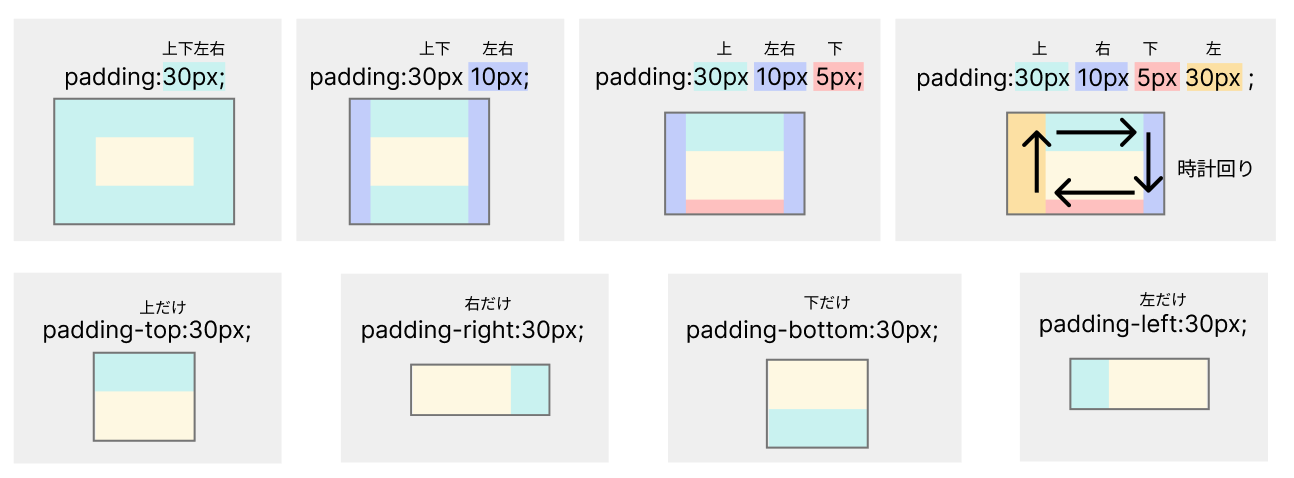 上下左右
padding:30px;
上下 左右
padding:30px 10px;
上 左右 下
padding:30px 10px 5px;
上 右 下 左
padding:30px 10px 5px 30px ;
時計回り
上だけ
padding-top:30px;
右だけ
padding-right:30px;
下だけ
padding-bottom:30px;
左だけ
padding-left:30px;